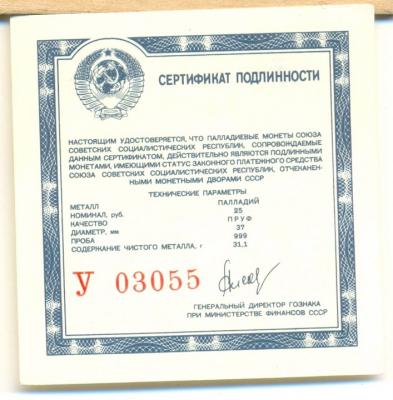 СЕРТИФИКАТ ПОДЛИННОСТИ
НАСТОЯЩИМ УДОСТОВЕРЯЕТСЯ, ЧТО ПАЛЛАДИЕВЫЕ МОНЕТЫ СОЮЗА
СОВЕТСКИХ СОЦИАЛИСТИЧЕСКИХ РЕСПУБЛИК, СОПРОВОЖДАЕМЫЕ
ДАННЫМ СЕРТИФИКАТОМ, ДЕЙСТВИТЕЛЬНО ЯВЛЯЮТСЯ ПОДЛИННЫМИ
МОНЕТАМИ, ИМЕЮЩИМИ СТАТУС ЗАКОННОГО ПЛАТЕЖНОГО СРЕДСТВА
СОЮЗА СОВЕТСКИХ СОЦИАЛИСТИЧЕСКИХ РЕСПУБЛИК, ОТЧЕКАНЕН-
НЫМИ МОНЕТНЫМИ ДВОРАМИ СССР
ТЕХНИЧЕСКИЕ ПАРАМЕТРЫ
МЕТАЛЛ ПАЛЛАДИЙ
НОМИНАЛ, руб. 25
КАЧЕСТВО ПРУФ
ДИАМЕТР, мм 37
ПРОБА 999
СОДЕРЖАНИЕ ЧИСТОГО МЕТАЛЛА, г 31,1
У 03055
ГЕНЕРАЛЬНЫЙ ДИРЕКТОР ГОЗНАКА
ПРИ МИНИСТЕРСТВЕ ФИНАНСОВ СССР